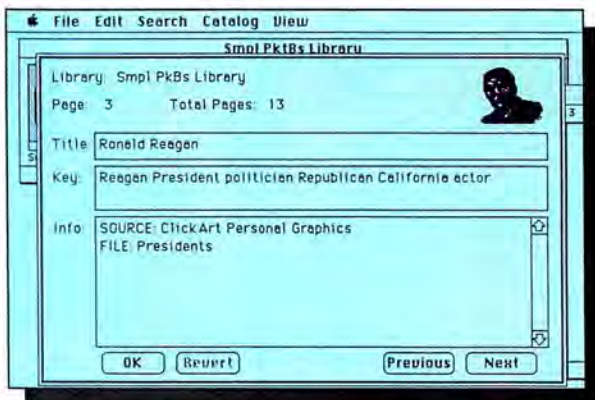 File Edit Search Catalog View
Smpl PktBs Library
Library: Smpl PkBs Library
Page: 3 Total Pages: 13
3
Title Ronald Reagan
Key: Reagan President politician Republican California actor
Info SOURCE: ClickArt Personal Graphics
FILE: Presidents
OK Revert Previous Next